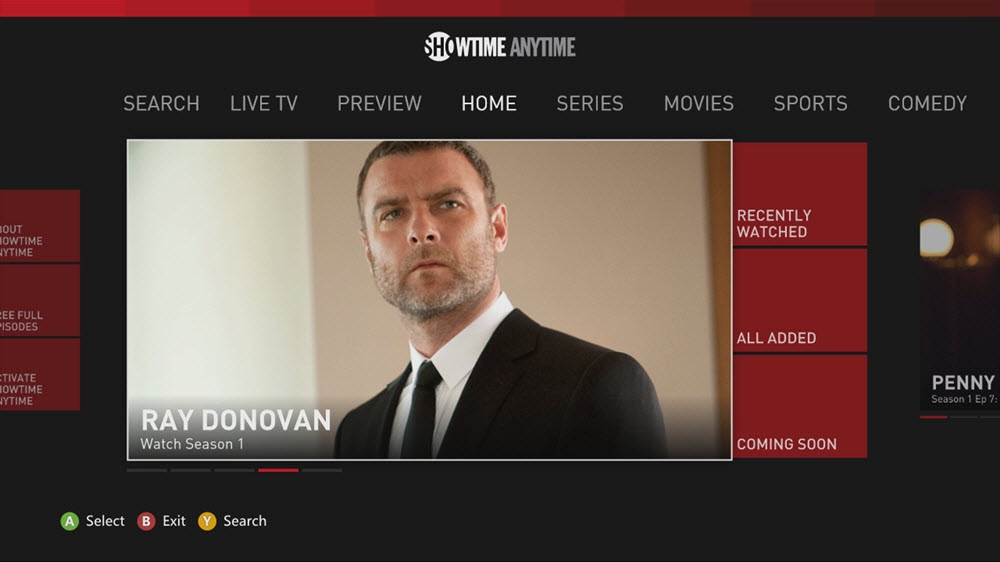 SHOWTIME ANYTIME
SEARCH LIVE TV PREVIEW HOME SERIES MOVIES SPORTS COMEDY
BOUT
HOWTIME
NYTIME
REE FULL
PISODES
CTIVATE
HOWTIME
NYTIME
RAY DONOVAN
Watch Season 1
RECENTLY
WATCHED
ALL ADDED
COMING SOON
PENNY
Season 1 Ep 7:
A Select B Exit Y Search